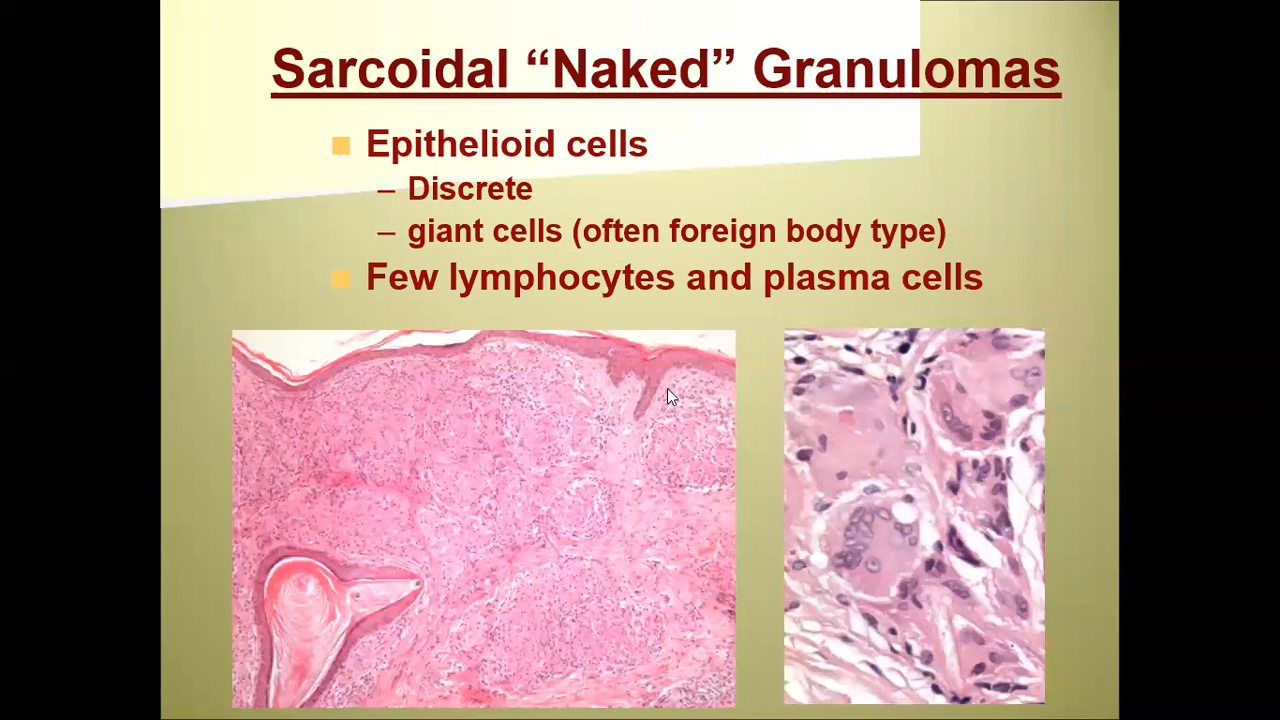 Sarcoidal “Naked” Granulomas
Epithelioid cells
– Discrete
– giant cells (often foreign body type)
Few lymphocytes and plasma cells